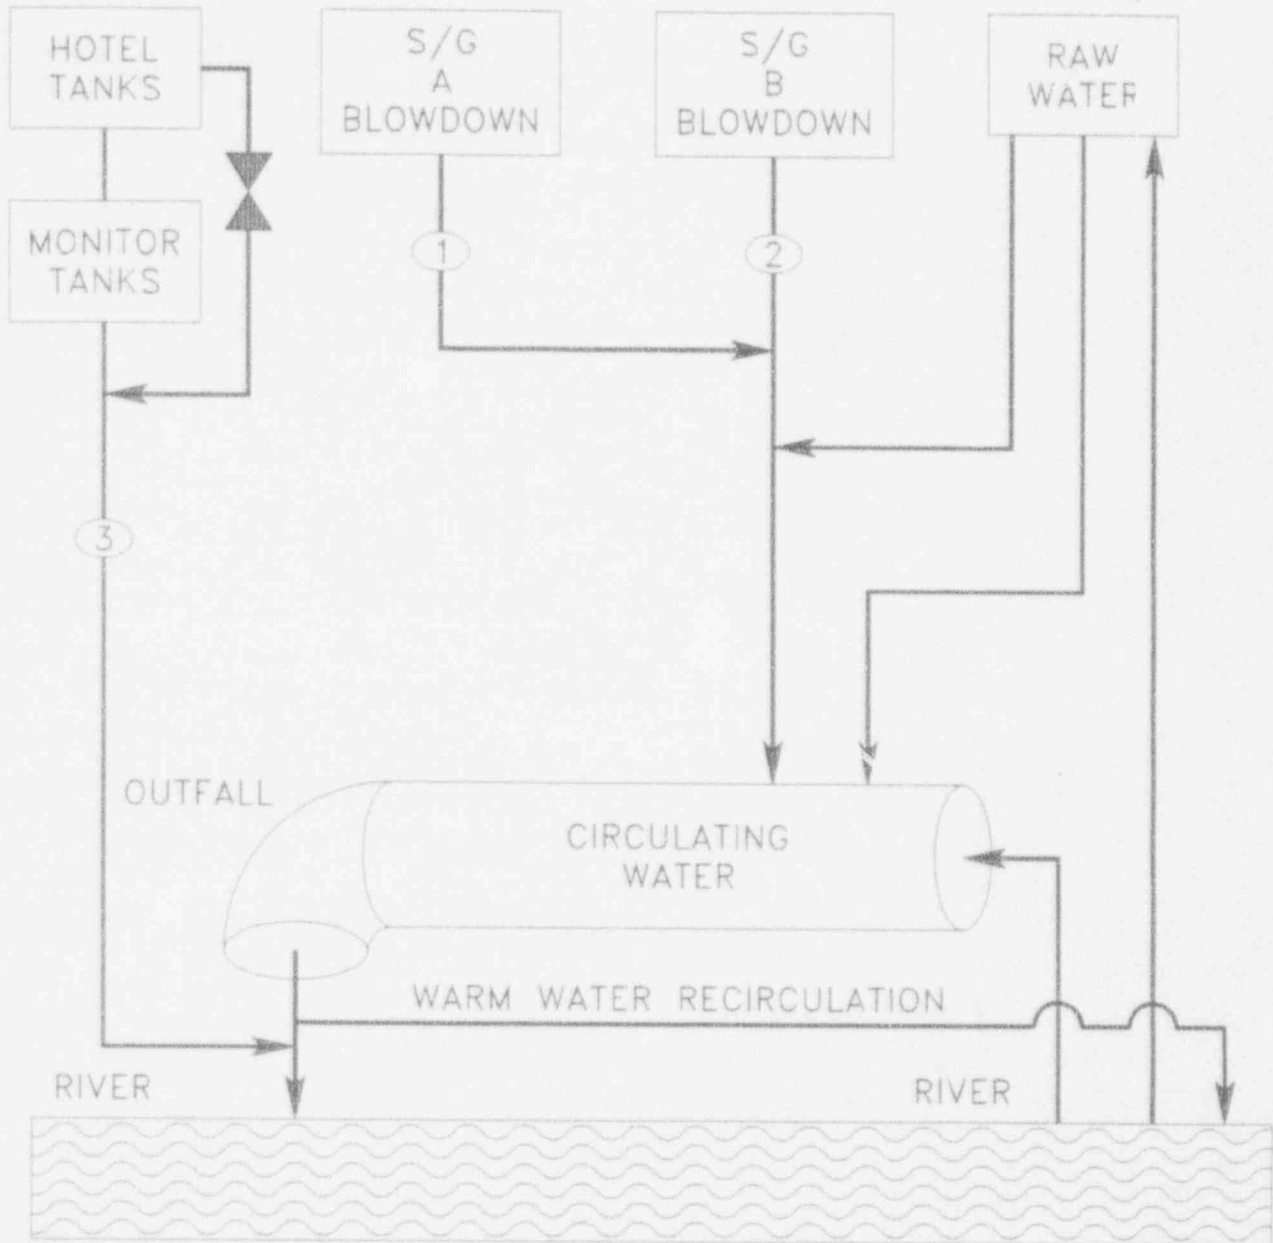 HOTEL
TANKS
S/G
A
BLOWDOWN
S/G
B
BLOWDOWN
RAW
WATER
MONITOR
TANKS
1
2
3
OUTFALL
CIRCULATING
WATER
WARM WATER RECIRCULATION
RIVER
RIVER